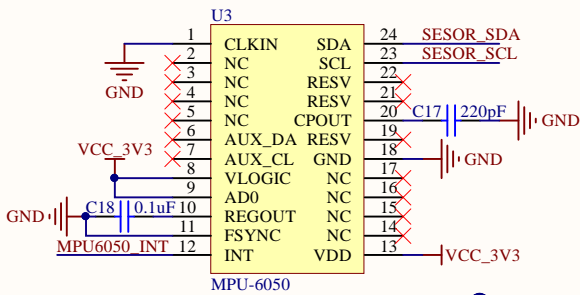 U3
1 CLKIN SDA 24 SESOR_SDA
2 NC SCL 23 SESOR_SCL
3 NC RESV 22
4 NC RESV 21
5 NC CPOUT 20 C17 220pF GND
6 AUX_DA RESV 19
7 AUX_CL GND 18 GND
8 VLOGIC NC 17
9 AD0 NC 16
10 REGOUT NC 15
11 FSYNC NC 14
12 INT VDD 13 VCC_3V3
GND
VCC_3V3
GND C18 0.1uF
MPU6050_INT
MPU-6050